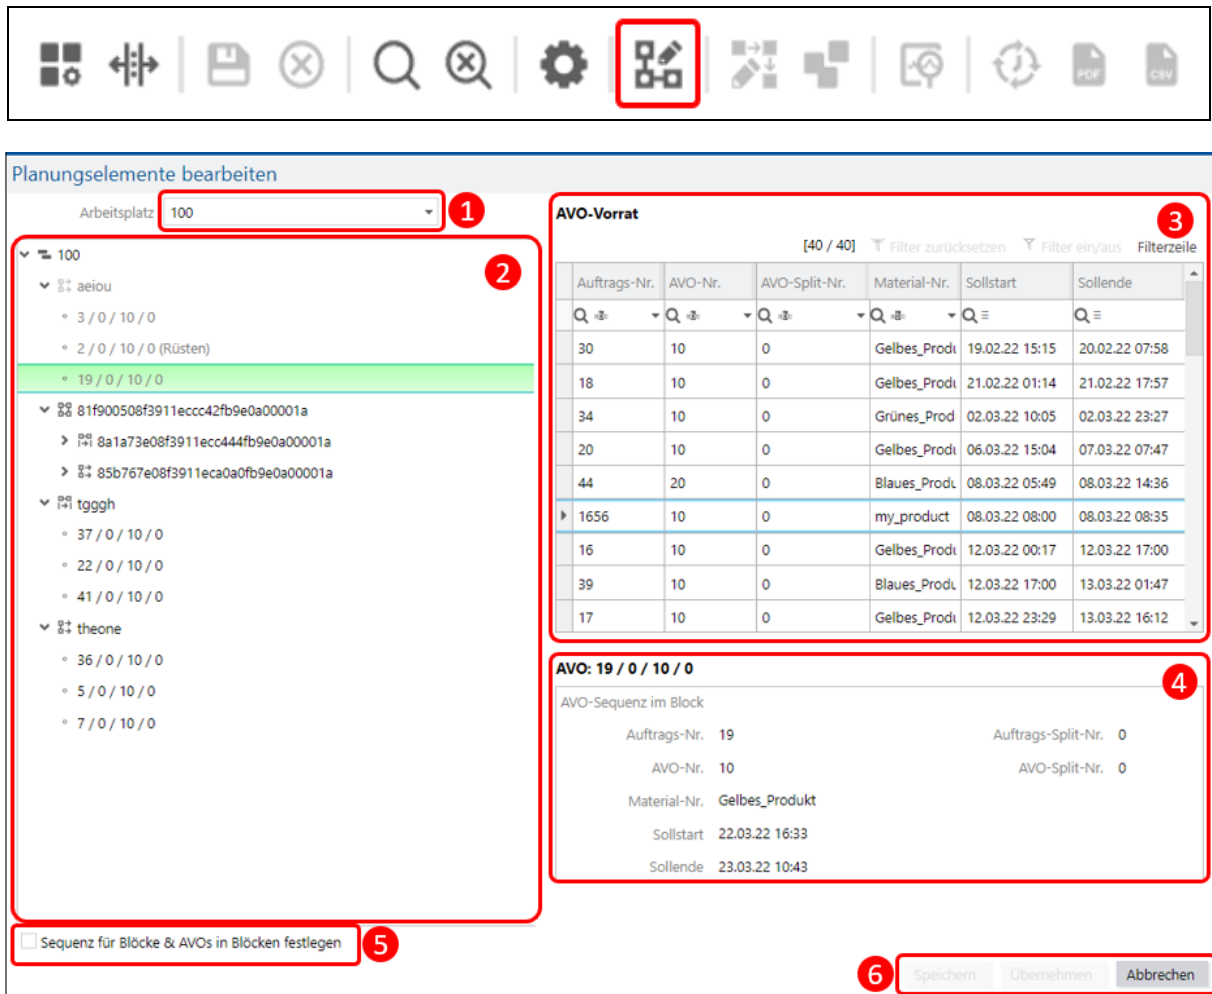 PDF CSV
Planungselemente bearbeiten
Arbeitsplatz 100 1
2
100
aeiou
3 / 0 / 10 / 0
2 / 0 / 10 / 0 (Rüsten)
19 / 0 / 10 / 0
81f900508f3911eccc42fb9e0a00001a
8a1a73e08f3911ecc444fb9e0a00001a
85b767e08f3911eca0a0fb9e0a00001a
tgggh
37 / 0 / 10 / 0
22 / 0 / 10 / 0
41 / 0 / 10 / 0
theone
36 / 0 / 10 / 0
5 / 0 / 10 / 0
7 / 0 / 10 / 0
AVO-Vorrat 3
[40 / 40] Filter zurücksetzen Filter ein/aus Filterzeile
Auftrags-Nr. AVO-Nr. AVO-Split-Nr. Material-Nr. Sollstart Sollende
30 10 0 Gelbes_Produ 19.02.22 15:15 20.02.22 07:58
18 10 0 Gelbes_Produ 21.02.22 01:14 21.02.22 17:57
34 10 0 Grünes_Prod 02.03.22 10:05 02.03.22 23:27
20 10 0 Gelbes_Produ 06.03.22 15:04 07.03.22 07:47
44 20 0 Blaues_Produ 08.03.22 05:49 08.03.22 14:36
1656 10 0 my_product 08.03.22 08:00 08.03.22 08:35
16 10 0 Gelbes_Produ 12.03.22 00:17 12.03.22 17:00
39 10 0 Blaues_Produ 12.03.22 17:00 13.03.22 01:47
17 10 0 Gelbes_Produ 12.03.22 23:29 13.03.22 16:12
AVO: 19 / 0 / 10 / 0 4
AVO-Sequenz im Block
Auftrags-Nr. 19 Auftrags-Split-Nr. 0
AVO-Nr. 10 AVO-Split-Nr. 0
Material-Nr. Gelbes_Produkt
Sollstart 22.03.22 16:33
Sollende 23.03.22 10:43
Sequenz für Blöcke & AVOs in Blöcken festlegen 5
6 Speichern Übernehmen Abbrechen